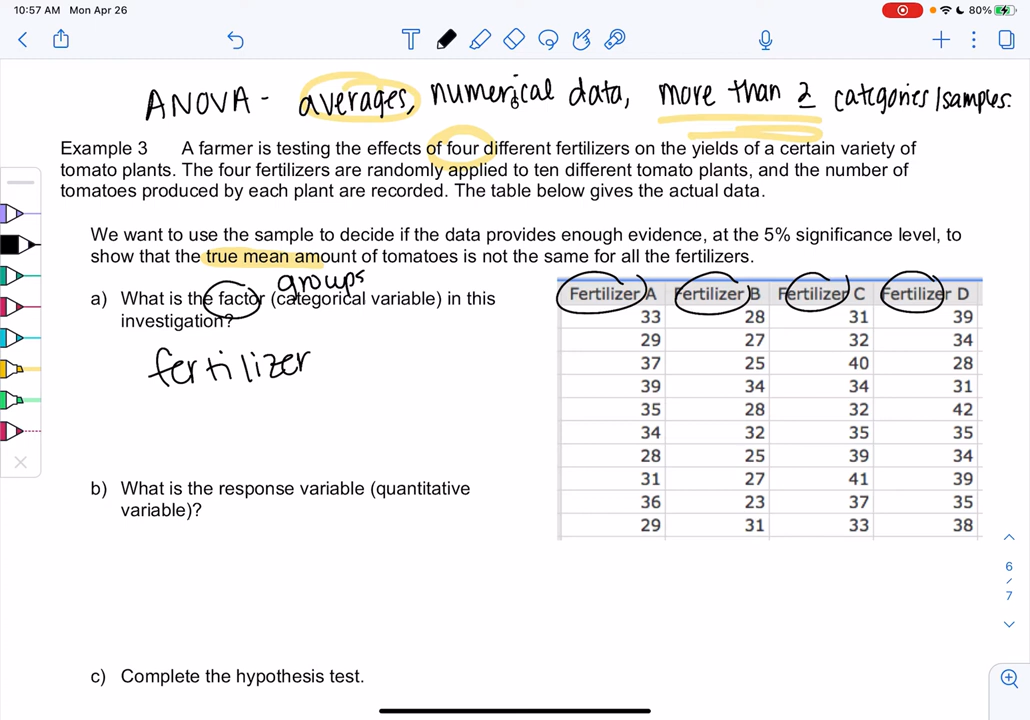 10:57 AM Mon Apr 26
80%
ANOVA - averages, numerical data, more than 2 categories/samples.
Example 3 A farmer is testing the effects of four different fertilizers on the yields of a certain variety of
tomato plants. The four fertilizers are randomly applied to ten different tomato plants, and the number of
tomatoes produced by each plant are recorded. The table below gives the actual data.
We want to use the sample to decide if the data provides enough evidence, at the 5% significance level, to
show that the true mean amount of tomatoes is not the same for all the fertilizers.
groups
a) What is the factor (categorical variable) in this
investigation?
fertilizer
b) What is the response variable (quantitative
variable)?
c) Complete the hypothesis test.
Fertilizer A Fertilizer B Fertilizer C Fertilizer D
33 28 31 39
29 27 32 34
37 25 40 28
39 34 34 31
35 28 32 42
34 32 35 35
28 25 39 34
31 27 41 39
36 23 37 35
29 31 33 38
6
/
7